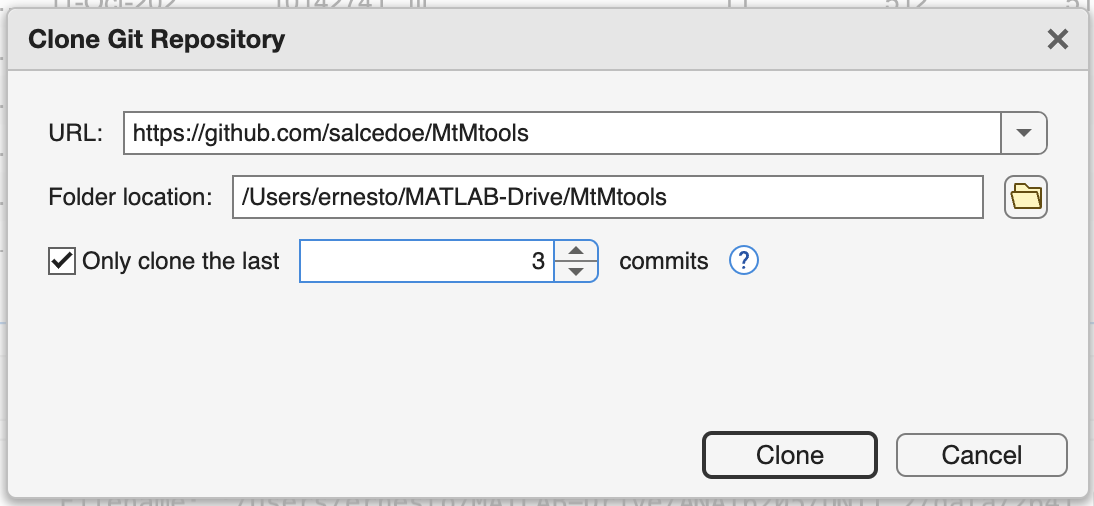 Clone Git Repository
URL: https://github.com/salcedoe/MtMtools
Folder location: /Users/ernesto/MATLAB-Drive/MtMtools
Only clone the last 3 commits ?
Clone Cancel